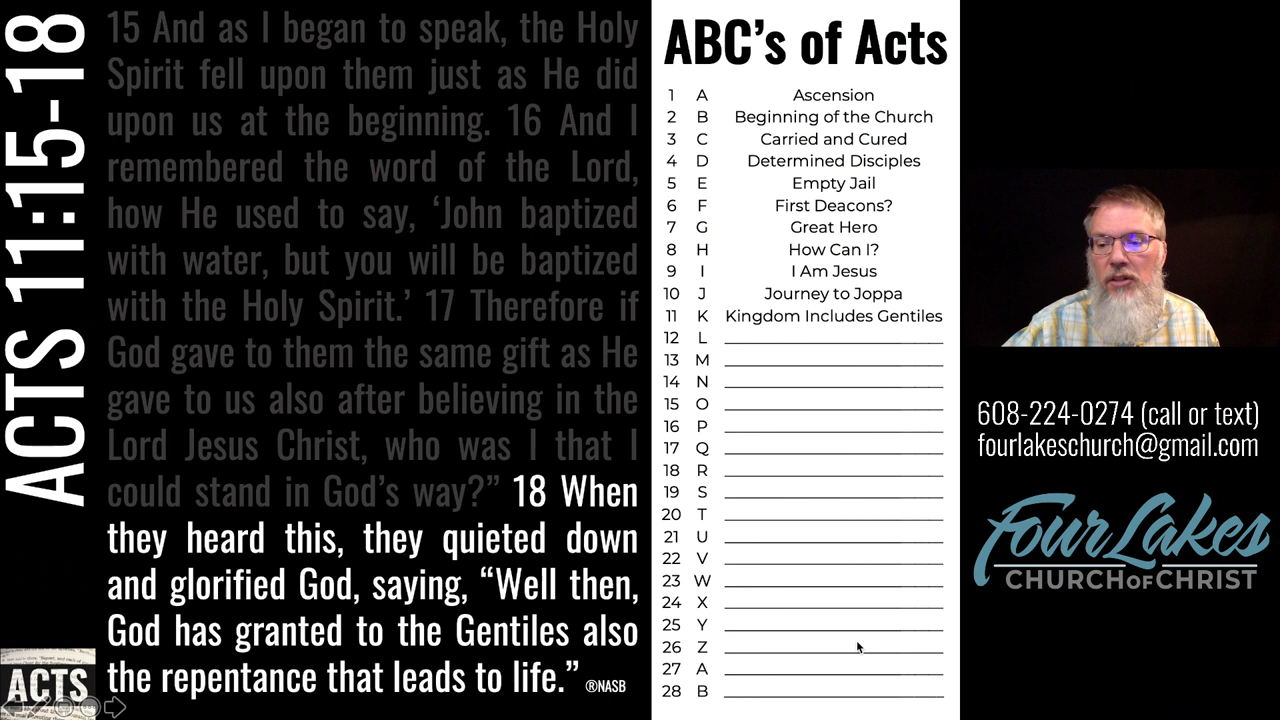 ACTS 11:15-18
15 And as I began to speak, the Holy
Spirit fell upon them just as He did
upon us at the beginning. 16 And I
remembered the word of the Lord,
how He used to say, ‘John baptized
with water, but you will be baptized
with the Holy Spirit.’ 17 Therefore if
God gave to them the same gift as He
gave to us also after believing in the
Lord Jesus Christ, who was I that I
could stand in God’s way?” 18 When
they heard this, they quieted down
and glorified God, saying, “Well then,
God has granted to the Gentiles also
the repentance that leads to life.” ®NASB
ACTS
ABC’s of Acts
1 A Ascension
2 B Beginning of the Church
3 C Carried and Cured
4 D Determined Disciples
5 E Empty Jail
6 F First Deacons?
7 G Great Hero
8 H How Can I?
9 I I Am Jesus
10 J Journey to Joppa
11 K Kingdom Includes Gentiles
12 L
13 M
14 N
15 O
16 P
17 Q
18 R
19 S
20 T
21 U
22 V
23 W
24 X
25 Y
26 Z
27 A
28 B
608-224-0274 (call or text)
fourlakeschurch@gmail.com
Four Lakes
CHURCH OF CHRIST